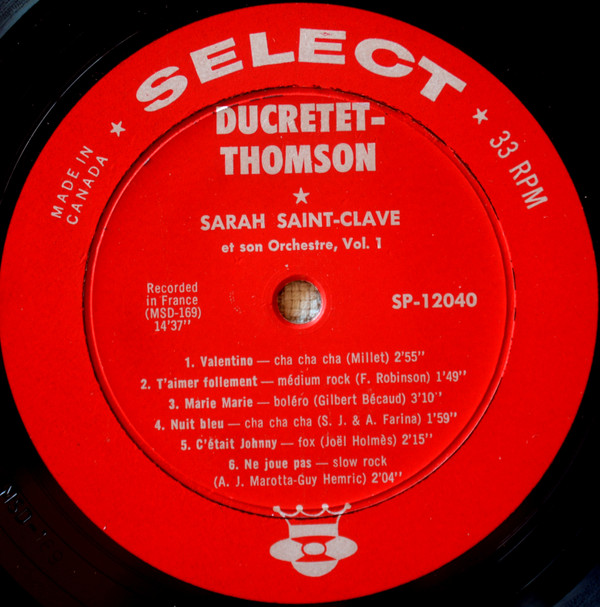 SELECT
MADE IN
CANADA
33 RPM
DUCRETET-
THOMSON
SARAH SAINT-CLAVE
et son Orchestre, Vol. 1
Recorded
in France
(MSD-169)
14'37"
SP-12040
1. Valentino — cha cha cha (Millet) 2'55"
2. T'aimer follement — médium rock (F. Robinson) 1'49"
3. Marie Marie — boléro (Gilbert Bécaud) 3'10"
4. Nuit bleu — cha cha cha (S. J. & A. Farina) 1'59"
5. C'était Johnny — fox (Joël Holmès) 2'15"
6. Ne joue pas — slow rock
(A. J. Marotta-Guy Hemric) 2'04"